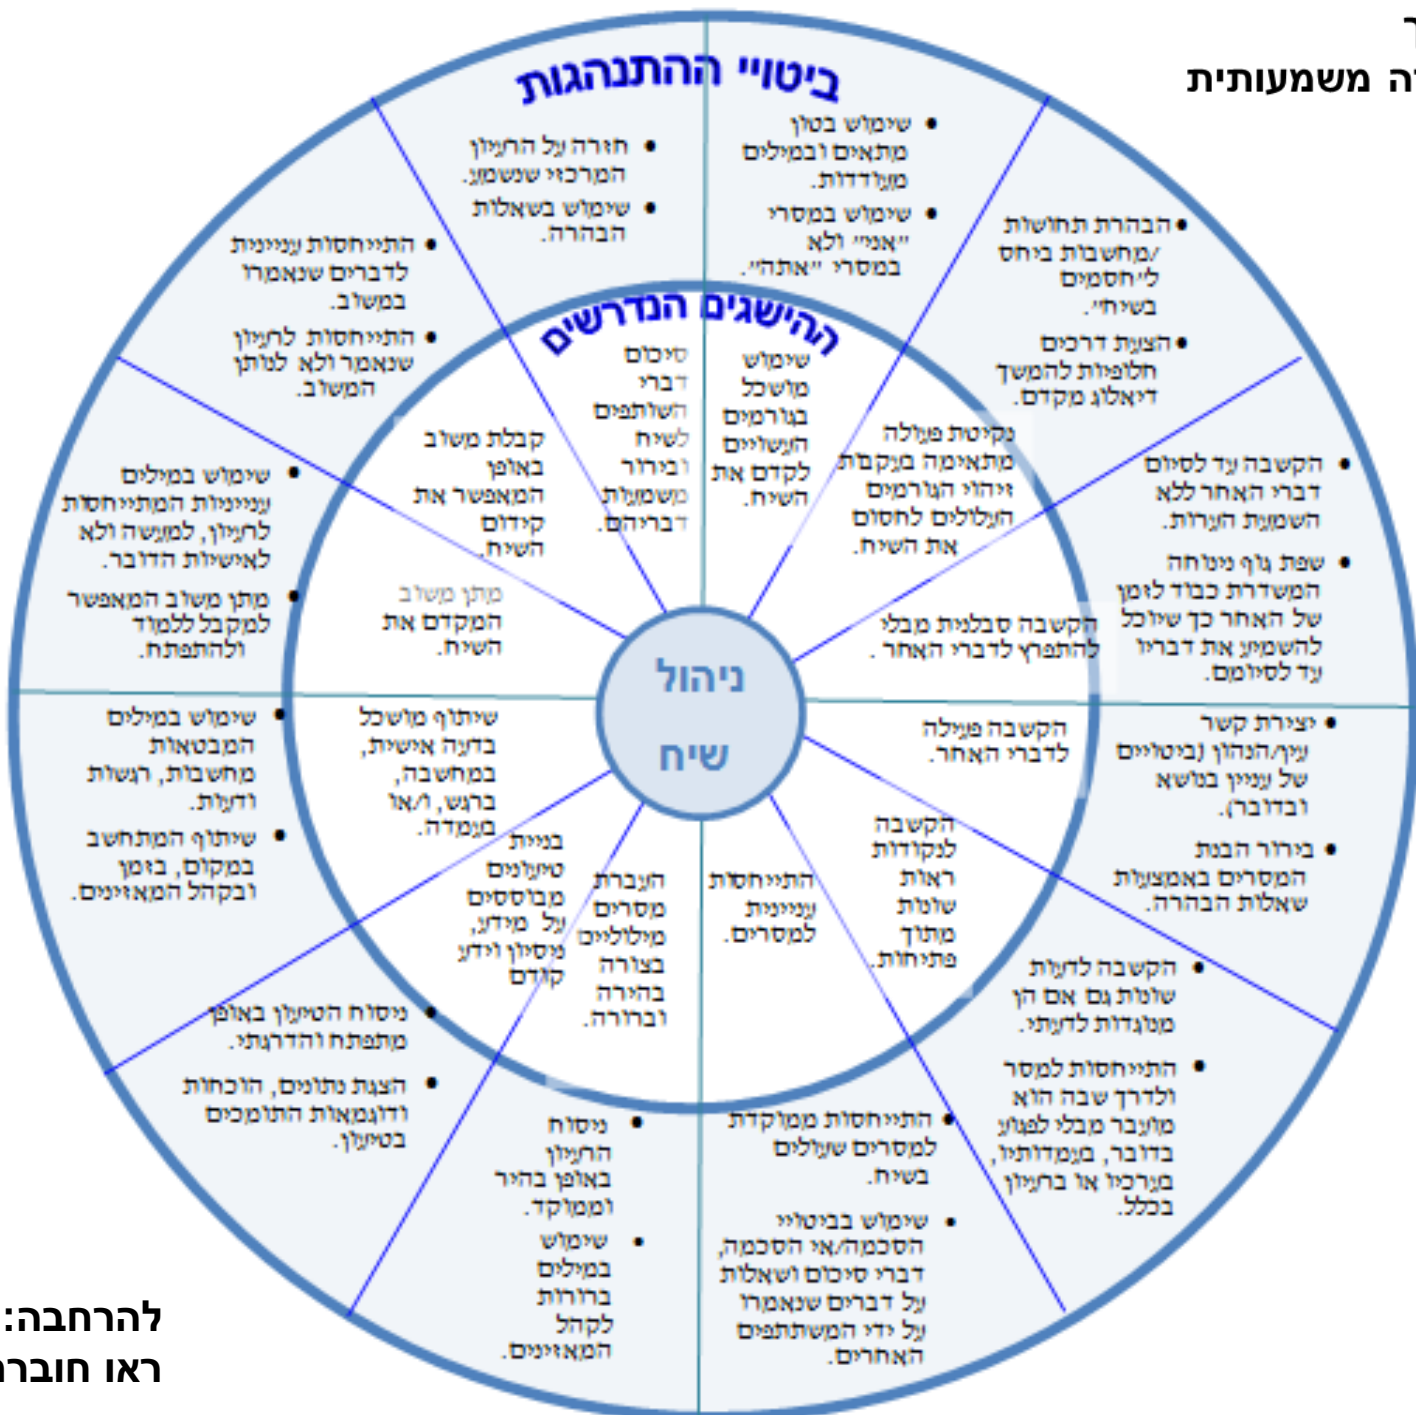 ך
דה משמעותית
ביטויי ההתנהגות
• שימוש בטון
מתאים ובמילים
מעודדות.
• שימוש במסרי
״אני״ ולא
במסרי ״אתה״.
• הבהרת תחושות
/מחשבות ביחס
ל״חסמים
בשיח״.
• הצעת דרכים
חלופיות להמשך
דיאלוג מקדם.
• הקשבה עד לסיום
דברי האחר ללא
השמעת הערות.
• שפת גוף נינוחה
המשדרת כבוד לזמן
של האחר כך שיוכל
להשמיע את דבריו
עד לסיומם.
• יצירת קשר
עין/הנהון (ביטויים
של עניין בנושא
ובדובר).
• בירור הבנת
המסרים באמצעות
שאלות הבהרה.
• הקשבה לדעות
שונות גם אם הן
מנוגדות לדעתי.
• התייחסות למסר
ולדרך שבה הוא
מועבר מבלי לפגוע
בדובר, בעמדותיו,
בערכיו או ברעיון
בכלל.
• התייחסות ממוקדת
למסרים שעולים
בשיח.
• שימוש בביטויי
הסכמה/אי הסכמה,
דברי סיכום ושאלות
על דברים שנאמרו
על ידי המשתתפים
האחרים.
• ניסוח
הרעיון
באופן בהיר
וממוקד.
• שימוש
במילים
ברורות
לקהל
המאזינים.
• ניסוח הטיעון באופן
מתפתח והדרגתי.
• הצגת נתונים, הוכחות
ודוגמאות התומכים
בטיעון.
• שימוש במילים
המבטאות
מחשבות, רגשות
ודעות.
• שיתוף המתחשב
במקום, בזמן
ובקהל המאזינים.
• שימוש במילים
ענייניות המתייחסות
לרעיון, למעשה ולא
לאישיות הדובר.
• מתן משוב המאפשר
למקבל ללמוד
ולהתפתח.
• התייחסות עניינית
לדברים שנאמרו
במשוב.
• התייחסות לרעיון
שנאמר ולא לנותן
המשוב.
• חזרה על הרעיון
המרכזי שנשמע.
• שימוש בשאלות
הבהרה.
ההישגים הנדרשים
שימוש
מושכל
בגורמים
העשויים
לקדם את
השיח.
נקיטת פעולה
מתאימה בעקבות
זיהוי הגורמים
העלולים לחסום
את השיח.
הקשבה סבלנית מבלי
להתפרץ לדברי האחר .
הקשבה פעילה
לדברי האחר.
הקשבה
לנקודות
ראות
שונות
מתוך
פתיחות.
התייחסות
עניינית
למסרים.
העברת
מסרים
מילוליים
בצורה
בהירה
וברורה.
בניית
טיעונים
מבוססים
על מידע,
ניסיון וידע
קודם
שיתוף מושכל
בדעה אישית,
במחשבה,
ברגש, ו/או
בעמדה.
מתן משוב
המקדם את
השיח.
קבלת משוב
באופן
המאפשר את
קידום
השיח.
סיכום
דברי
השותפים
לשיח
ובירור
משמעות
דבריהם.
ניהול
שיח
להרחבה:
ראו חוברת